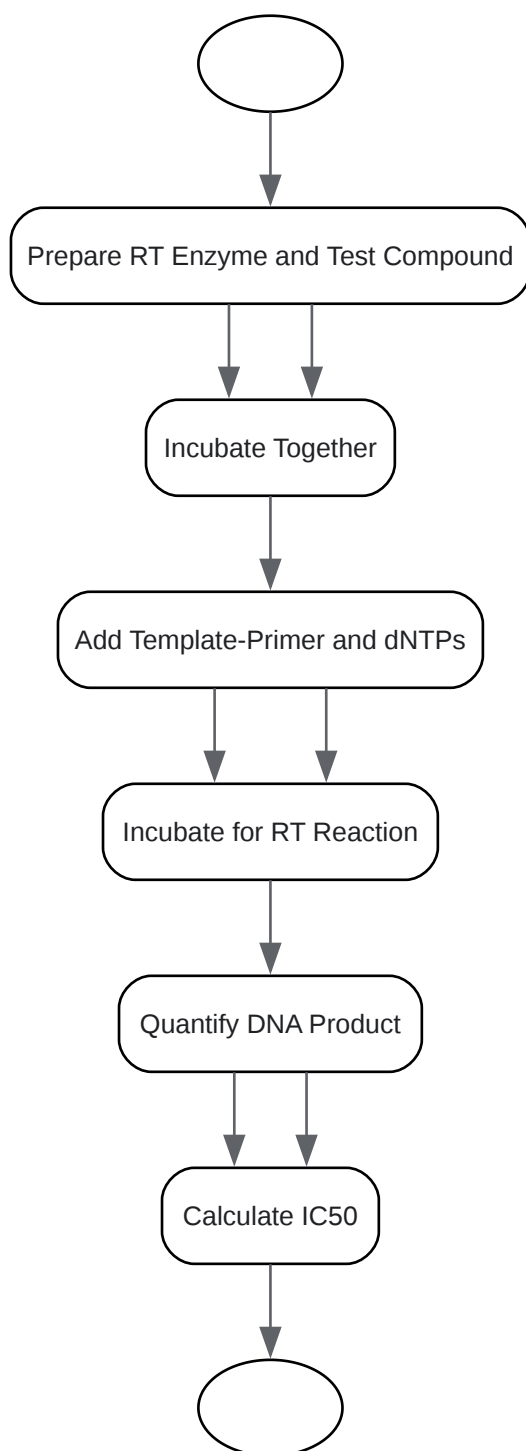 Prepare RT Enzyme and Test Compound
Incubate Together
Add Template-Primer and dNTPs
Incubate for RT Reaction
Quantify DNA Product
Calculate IC50